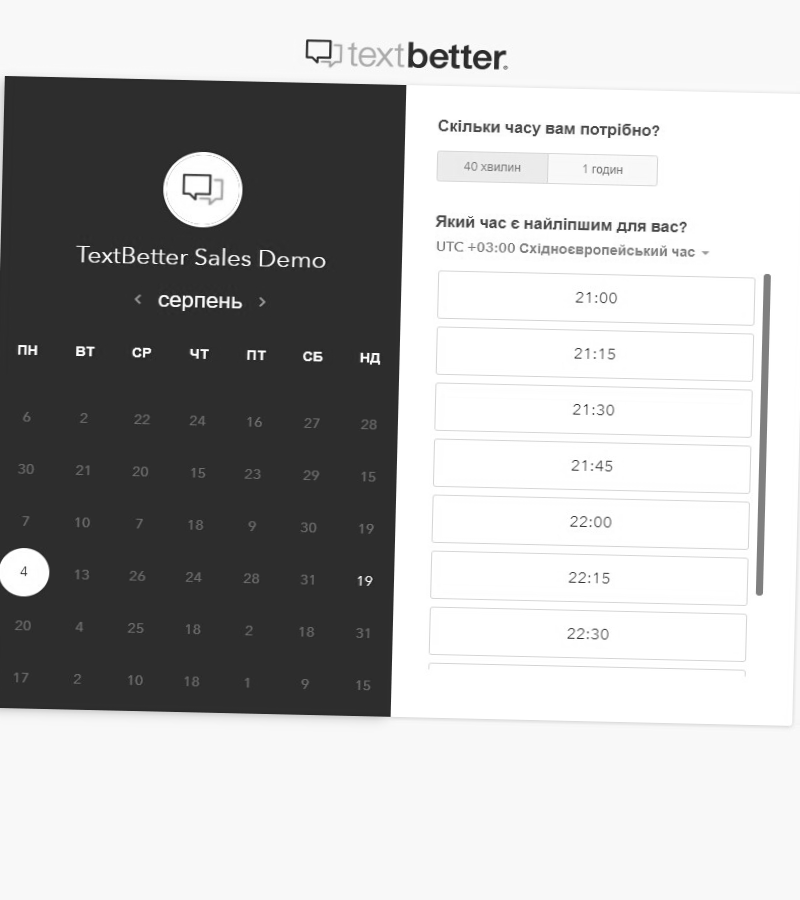 textbetter.
TextBetter Sales Demo
серпень
ПН ВТ СР ЧТ ПТ СБ НД
6 2 22 24 16 27 28
30 21 20 15 23 29 15
7 10 7 18 9 30 19
4 13 26 24 28 31 19
20 4 25 18 2 18 31
17 2 10 18 1 9 15
Скільки часу вам потрібно?
40 хвилин 1 годин
Який час є найліпшим для вас?
UTC +03:00 Східноєвропейський час
21:00
21:15
21:30
21:45
22:00
22:15
22:30